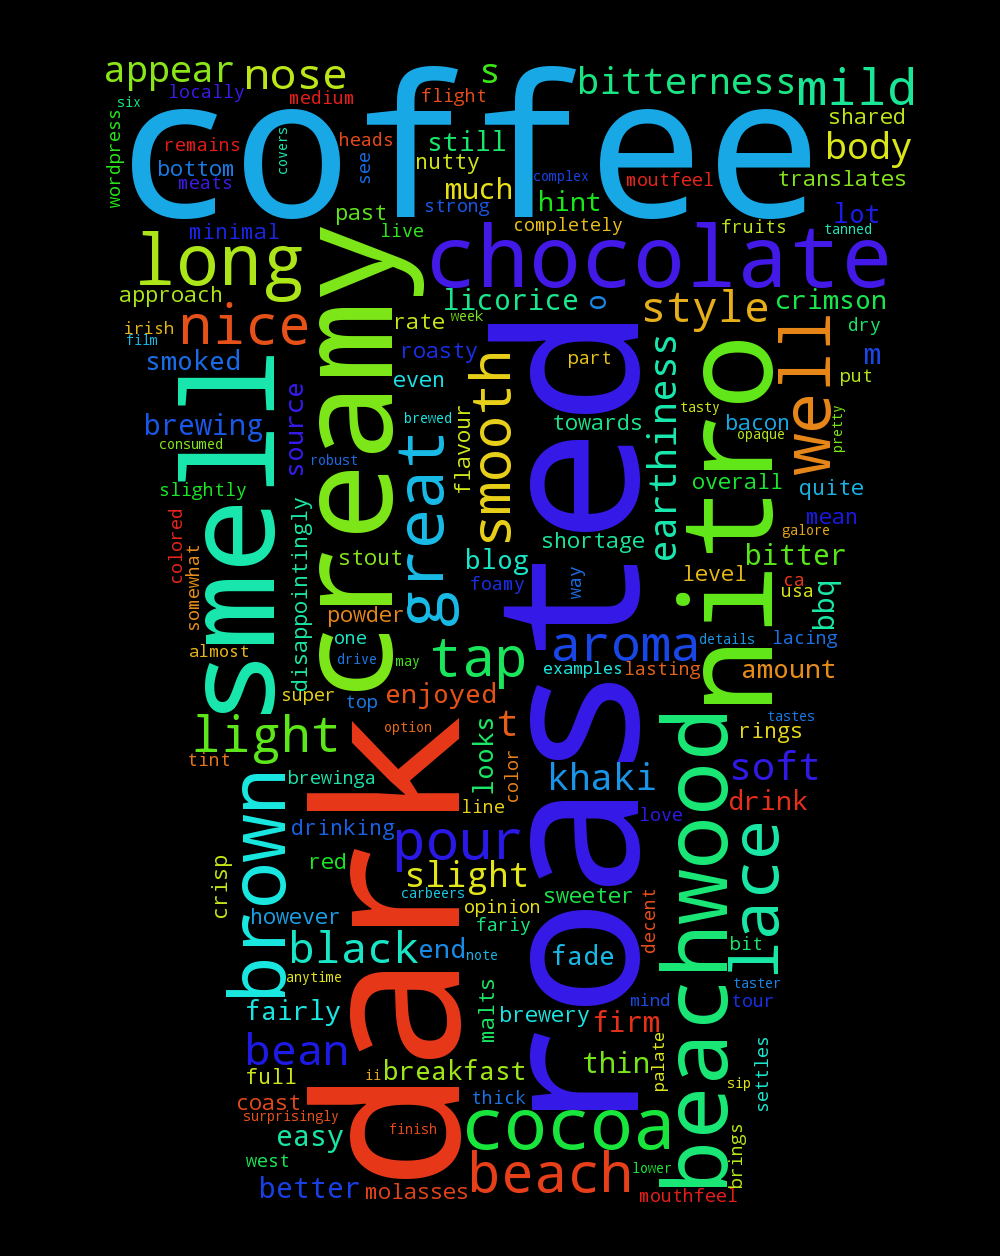 appear
nose
s
bitterness
mild
locally
medium
flight
six
coffee
shared
wordpress
remains
covers
heads
still
body
bottom
see
nutty
complex
moutfeel
translates
meats
much
strong
hint
past
completely
fruits
lot
minimal
live
tanned
long
creamy
chocolate
approach
licorice
o
style
crimson
irish
nice
rate
week
dry
film
roasty
smooth
roasted
part
earthiness
nitro
well
m
smoked
smell
even
put
brewing
source
great
flavour
brewed
towards
tasty
bacon
pretty
consumed
robust
opaque
slightly
overall
quite
colored
disappointingly
shortage
mean
galore
somewhat
stout
blog
bitter
foamy
way
level
ca
usa
bbq
powder
one
aroma
details
lacing
almost
drive
may
tap
examples
lasting
amount
super
top
enjoyed
light
dark
option
looks
t
beachwood
tastes
rings
tint
brown
brewinga
color
khaki
soft
line
love
drink
drinking
pour
lace
crisp
red
slight
carbeers
sweeter
decent
however
opinion
fariy
black
end
note
fade
bit
anytime
malts
taster
fairly
brewery
firm
mind
tour
bean
palate
settles
full
ii
breakfast
thin
sip
coast
thick
surprisingly
easy
finish
cocoa
brings
west
beach
lower
better
molasses
mouthfeel